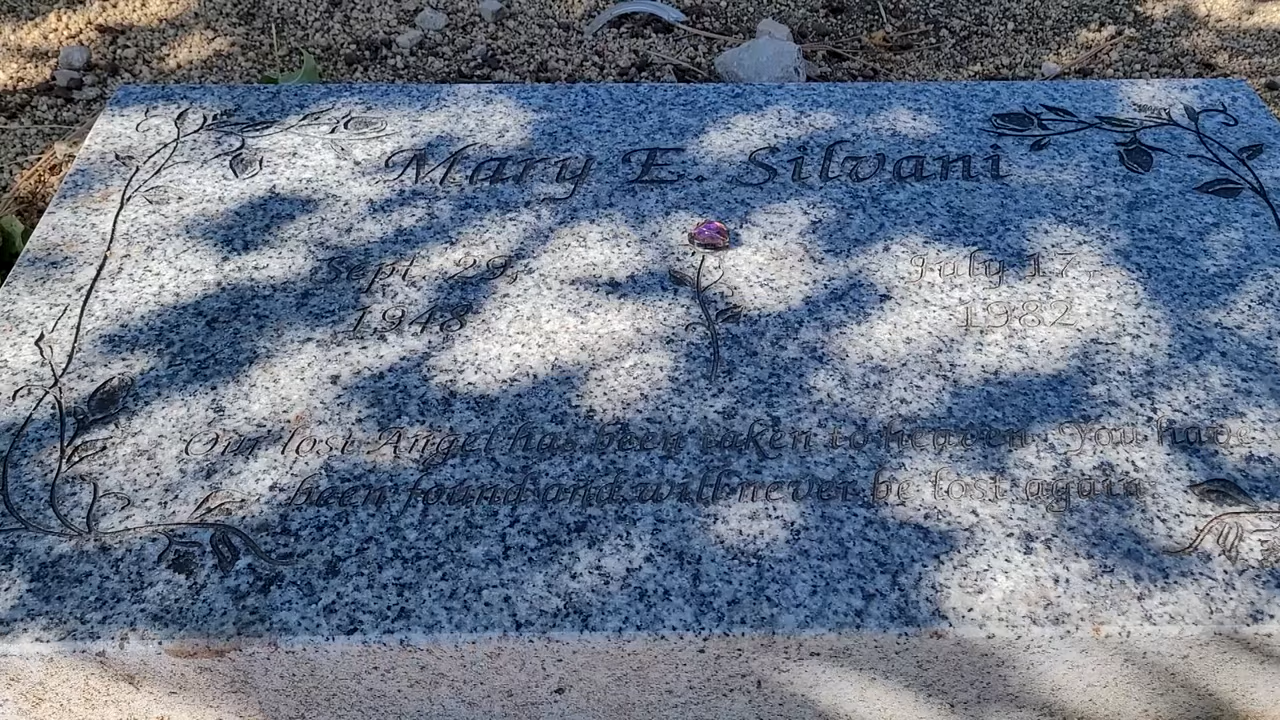 Mary E. Silvani
Sept. 29, July 17,
1948 1982
Our lost Angel has been taken to heaven. You have
been found and will never be lost again